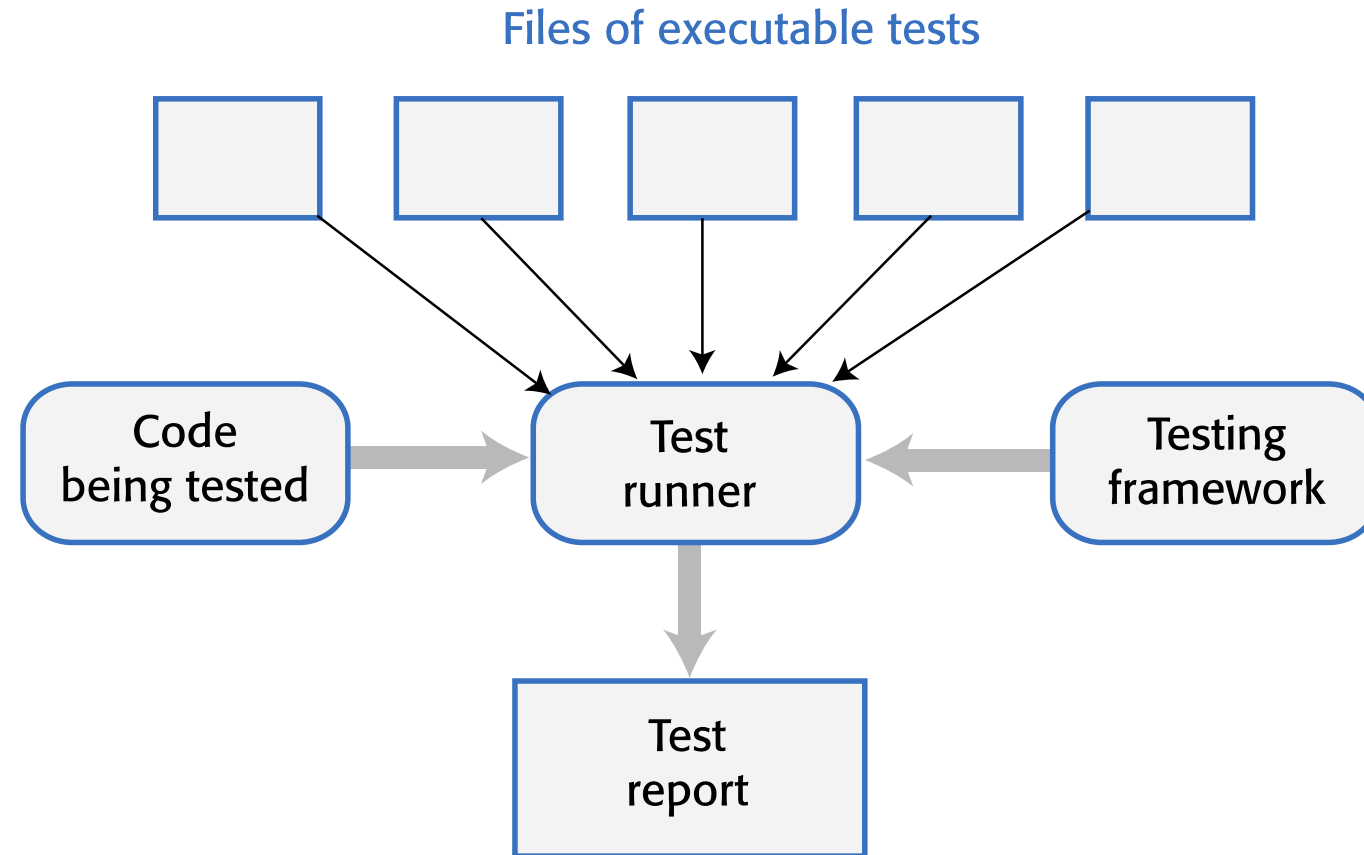 Files of executable tests
Code
being tested
Test
runner
Testing
framework
Test
report